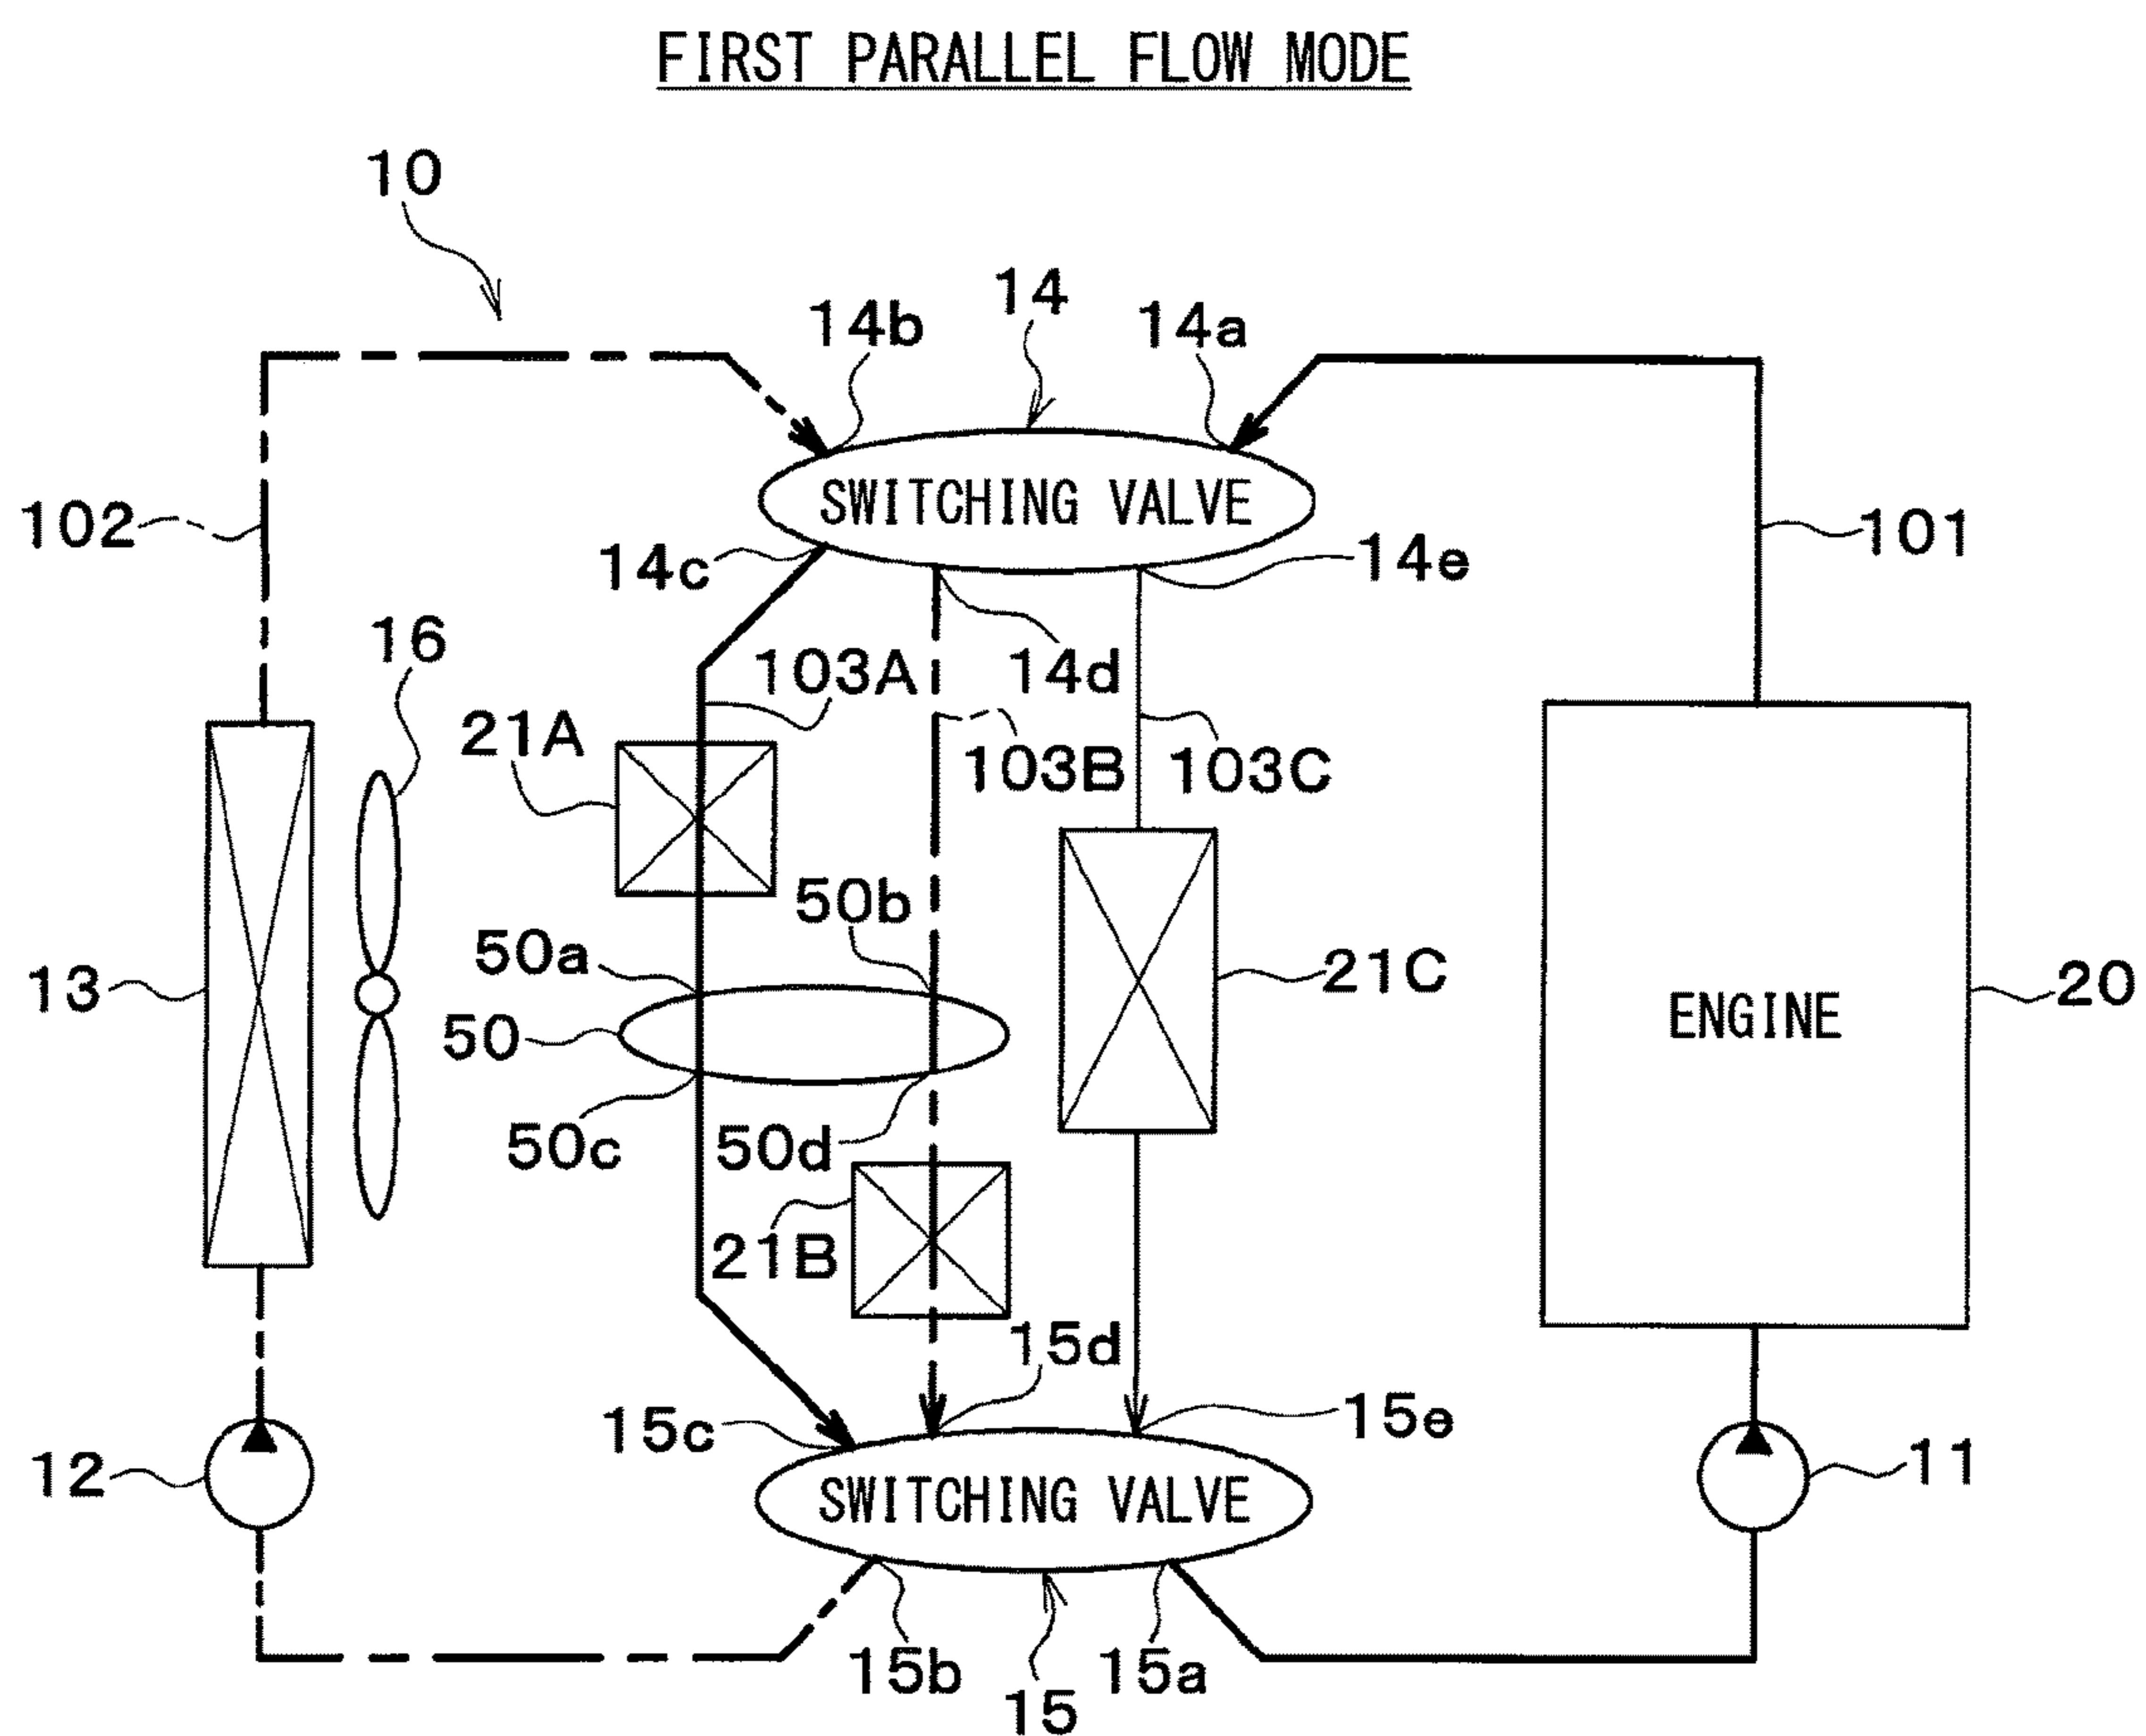 FIRST PARALLEL FLOW MODE
10
14
14b
14a
SWITCHING VALVE
102
101
14c
14e
16
103A
14d
21A
103B
103C
50b
50a
21C
13
20
ENGINE
50
50c
50d
21B
15d
15c
15e
12
11
SWITCHING VALVE
15b
15a
15